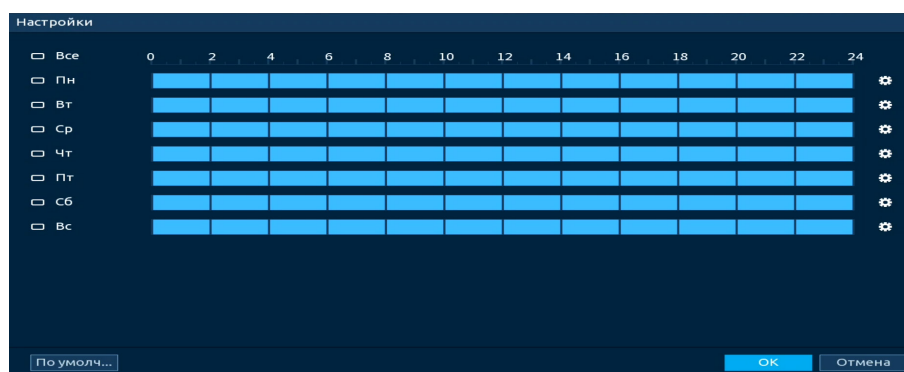 Настройки
Все 0 2 4 6 8 10 12 14 16 18 20 22 24
Пн
Вт
Ср
Чт
Пт
Сб
Вс
По умолч... OK Отмена